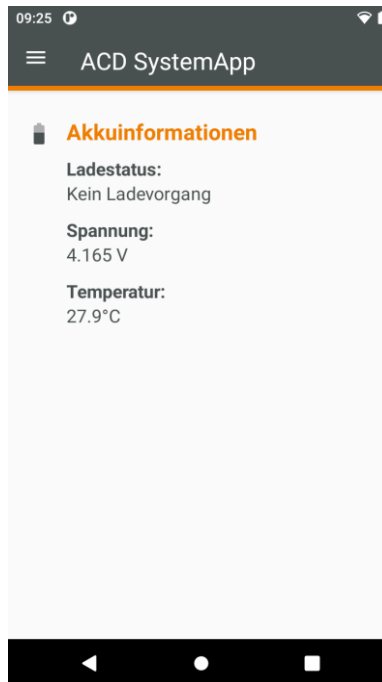 09:25
ACD SystemApp
Akkuinformationen
Ladestatus:
Kein Ladevorgang
Spannung:
4.165 V
Temperatur:
27.9°C